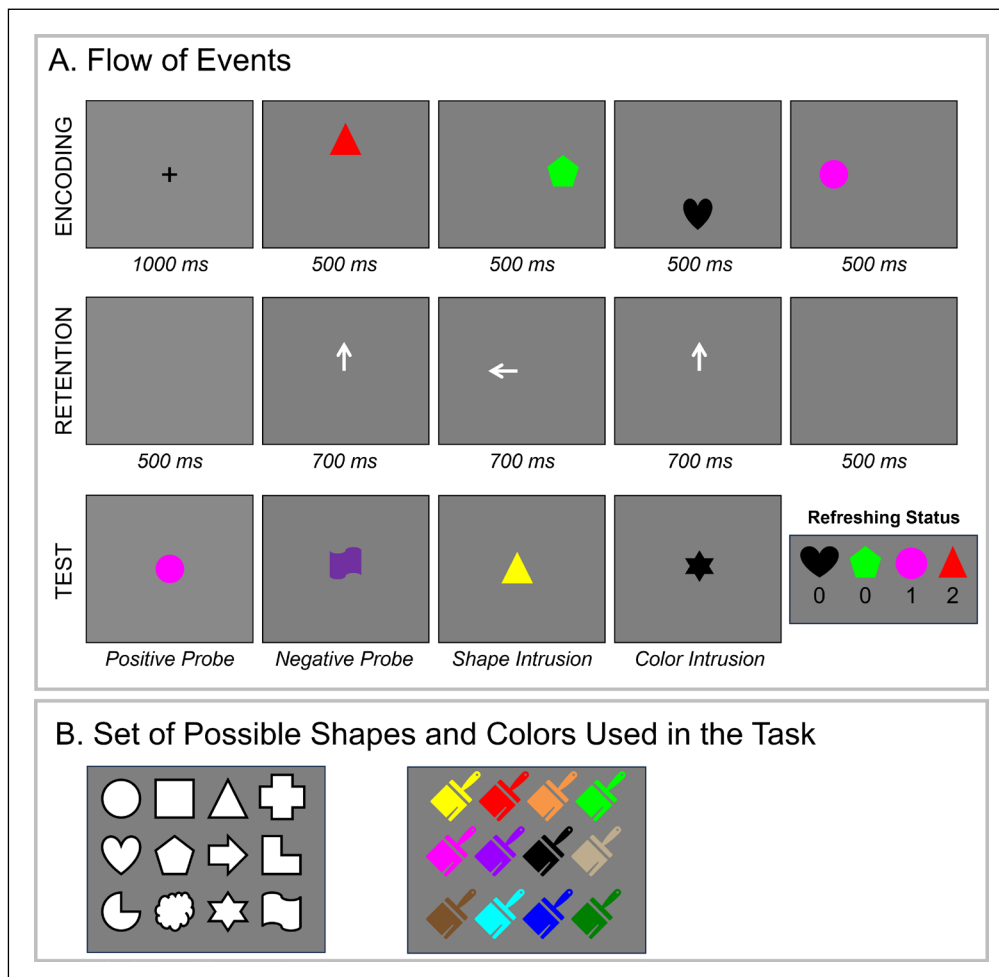 A. Flow of Events
ENCODING
1000 ms 500 ms 500 ms 500 ms 500 ms
RETENTION
500 ms 700 ms 700 ms 700 ms 500 ms
TEST
Refreshing Status
0 0 1 2
Positive Probe Negative Probe Shape Intrusion Color Intrusion
B. Set of Possible Shapes and Colors Used in the Task